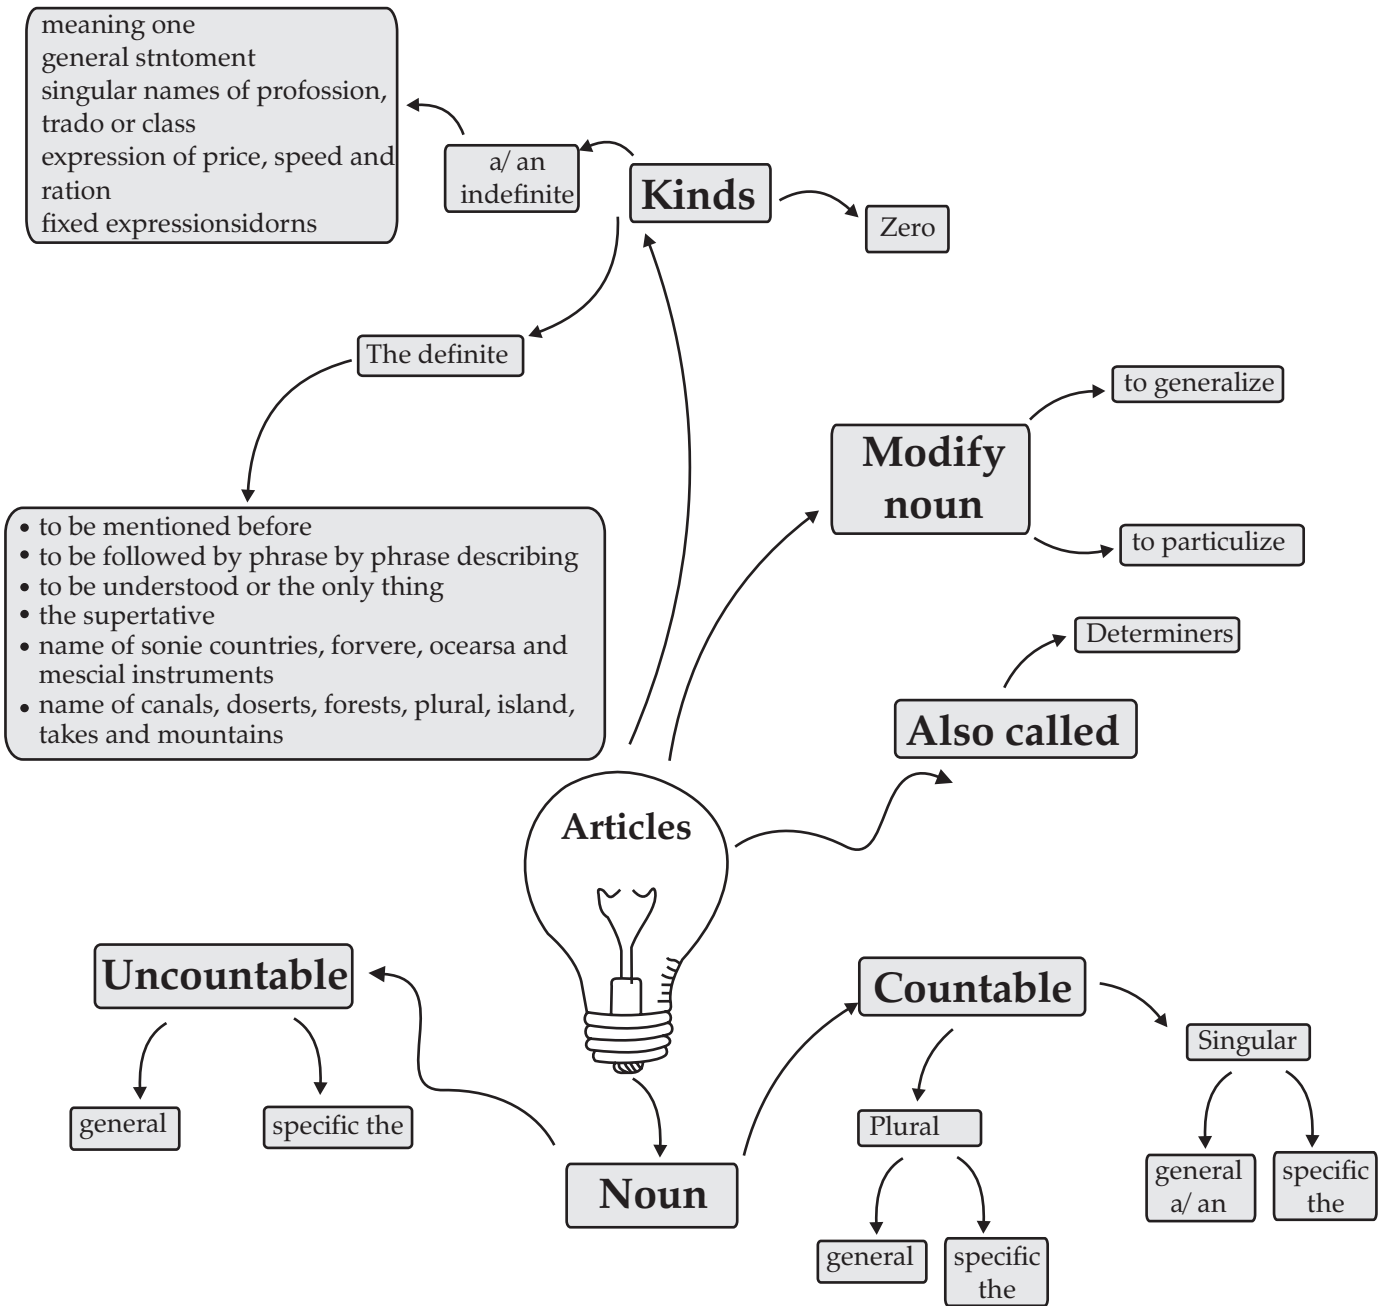 meaning one
general stntoment
singular names of profossion,
trado or class
expression of price, speed and
ration
fixed expressionsidorns
a/ an
indefinite
Kinds
Zero
The definite
• to be mentioned before
• to be followed by phrase by phrase describing
• to be understood or the only thing
• the supertative
• name of sonie countries, forvere, ocearsa and
mescial instruments
• name of canals, doserts, forests, plural, island,
takes and mountains
Modify
noun
to generalize
to particulize
Determiners
Also called
Articles
Uncountable
general
specific the
Noun
Countable
Singular
general
a/ an
specific
the
Plural
general
specific
the